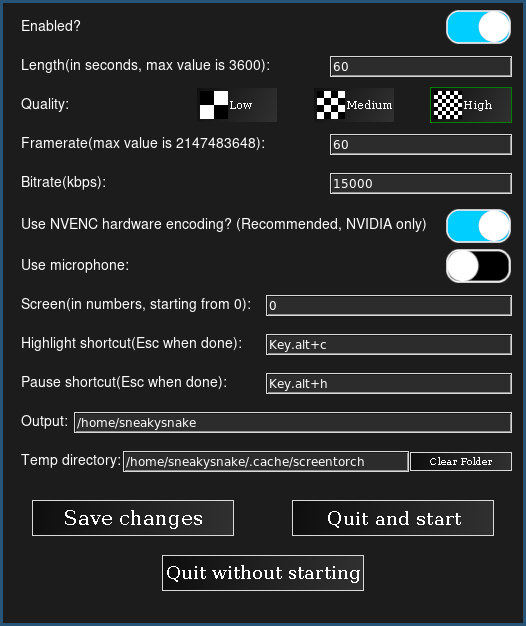 Enabled?
Length(in seconds, max value is 3600): 60
Quality: Low Medium High
Framerate(max value is 2147483648): 60
Bitrate(kbps): 15000
Use NVENC hardware encoding? (Recommended, NVIDIA only)
Use microphone:
Screen(in numbers, starting from 0): 0
Highlight shortcut(Esc when done): Key.alt+c
Pause shortcut(Esc when done): Key.alt+h
Output: /home/sneakysnake
Temp directory: /home/sneakysnake/.cache/screentorch Clear Folder
Save changes Quit and start
Quit without starting